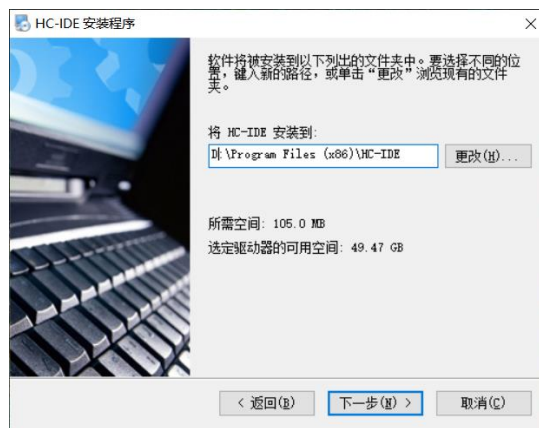 HC-IDE 安装程序
软件将被安装到以下列出的文件夹中。要选择不同的位
置，键入新的路径，或单击“更改”浏览现有的文件
夹。
将 HC-IDE 安装到:
D:\Program Files (x86)\HC-IDE
更改(H)...
所需空间: 105.0 MB
选定驱动器的可用空间: 49.47 GB
< 返回(B)
下一步(N) >
取消(C)